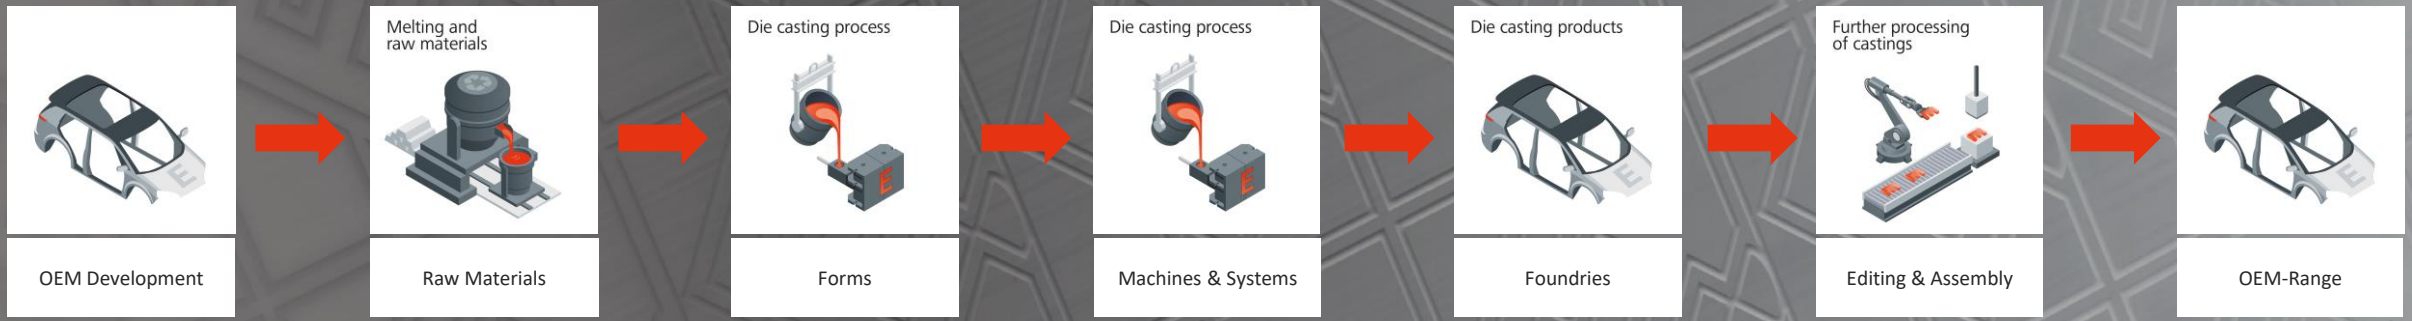 OEM Development
Melting and
raw materials
Raw Materials
Die casting process
E
Forms
Die casting process
E
Machines & Systems
Die casting products
E
Foundries
Further processing
of castings
Editing & Assembly
E
OEM-Range
E